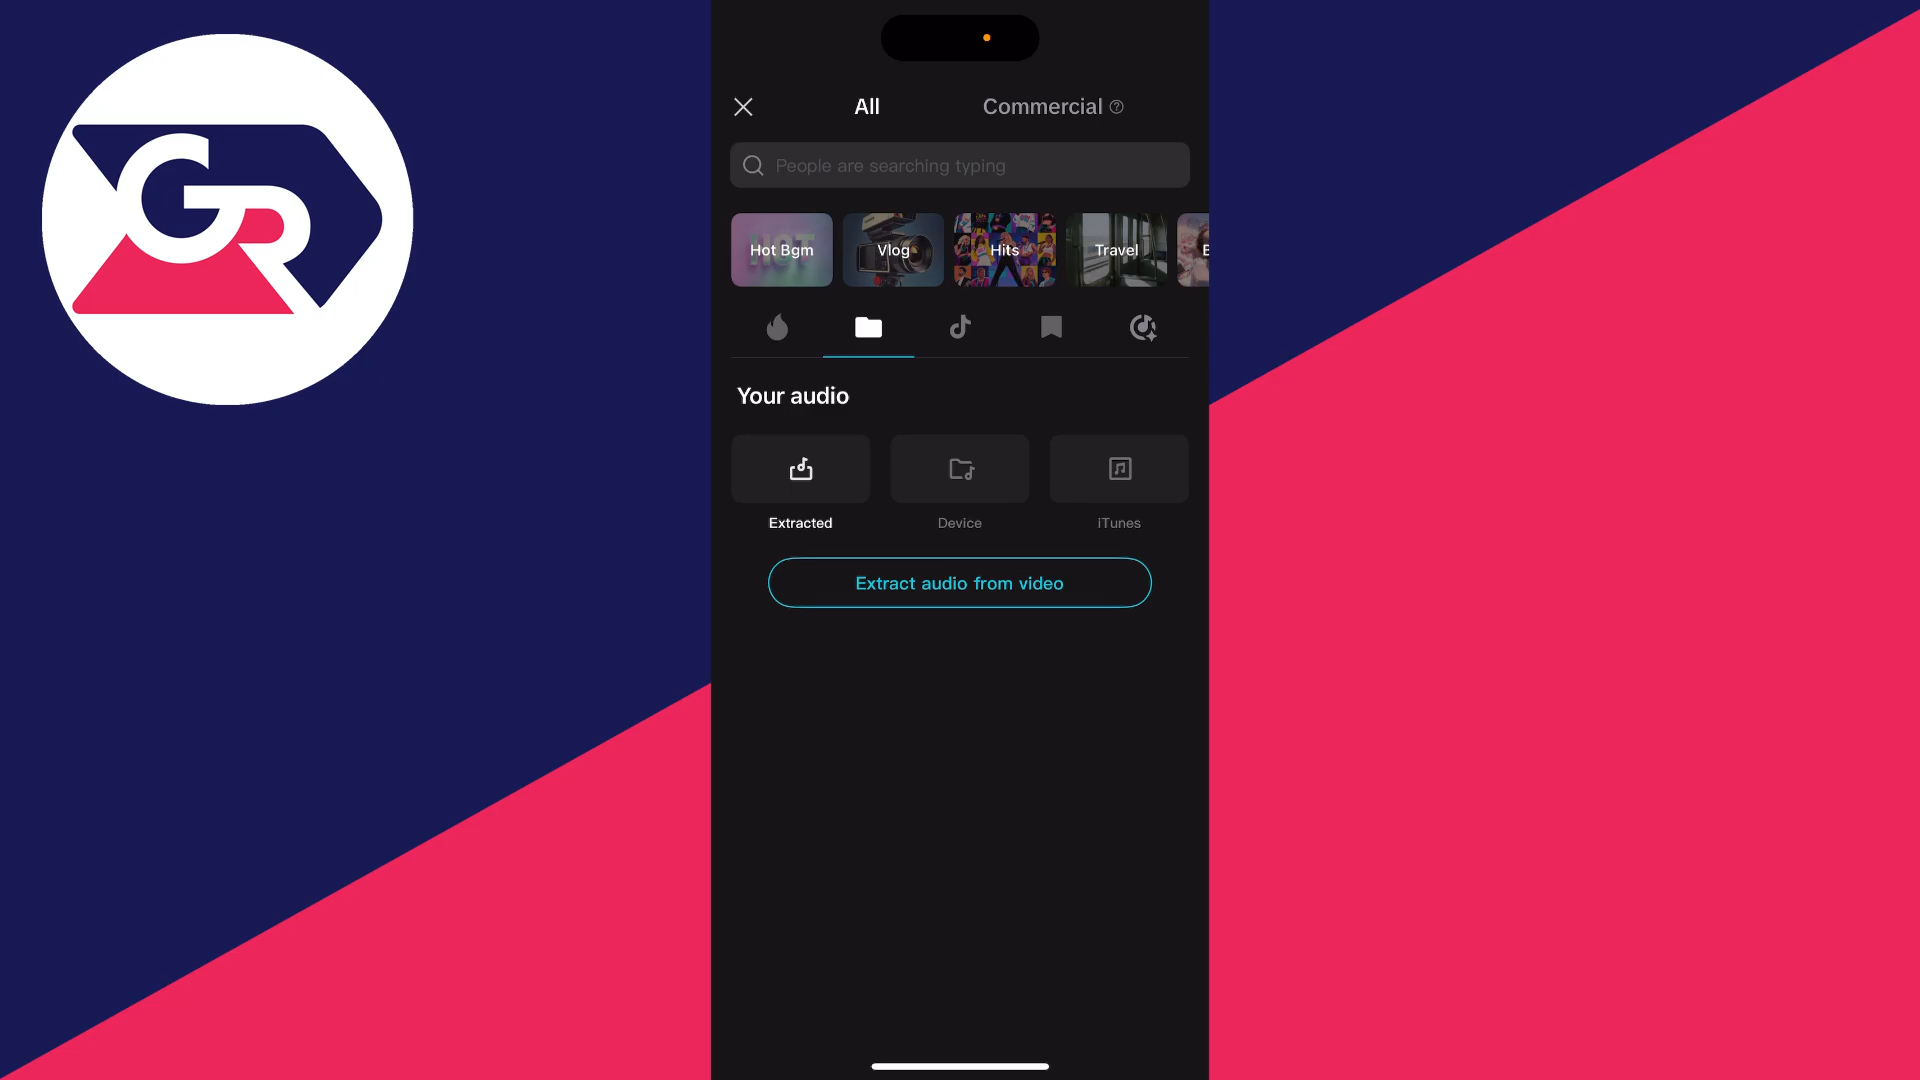 GR
All
Commercial
People are searching typing
Hot Bgm
Vlog
Hits
Travel
Your audio
Extracted
Device
iTunes
Extract audio from video